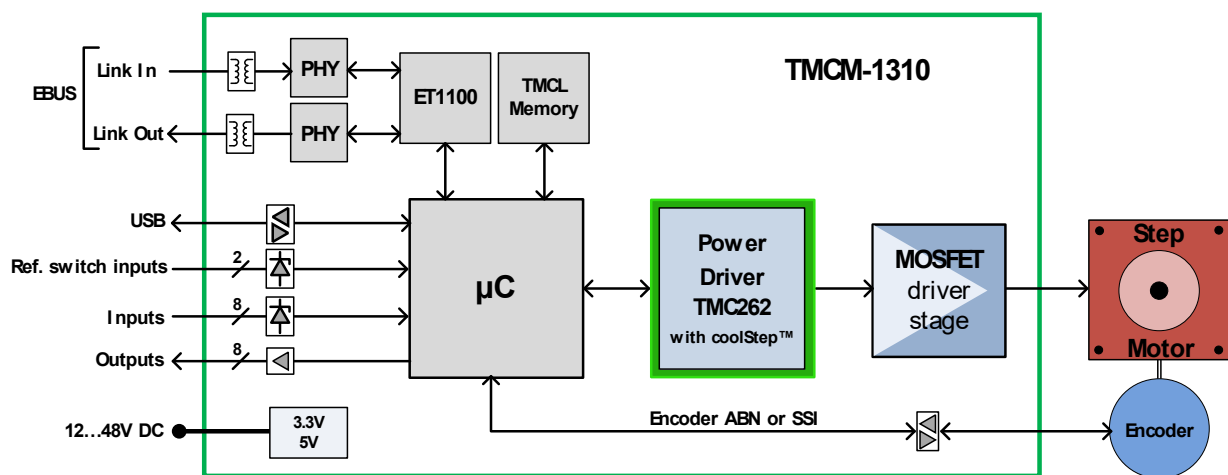 TMCM-1310
EBUS
Link In
Link Out
PHY
PHY
ET1100
TMCL
Memory
USB
Ref. switch inputs
2
Inputs
8
Outputs
8
12...48V DC
3.3V
5V
µC
Power
Driver
TMC262
with coolStep™
MOSFET
driver
stage
Step
Motor
Encoder ABN or SSI
Encoder